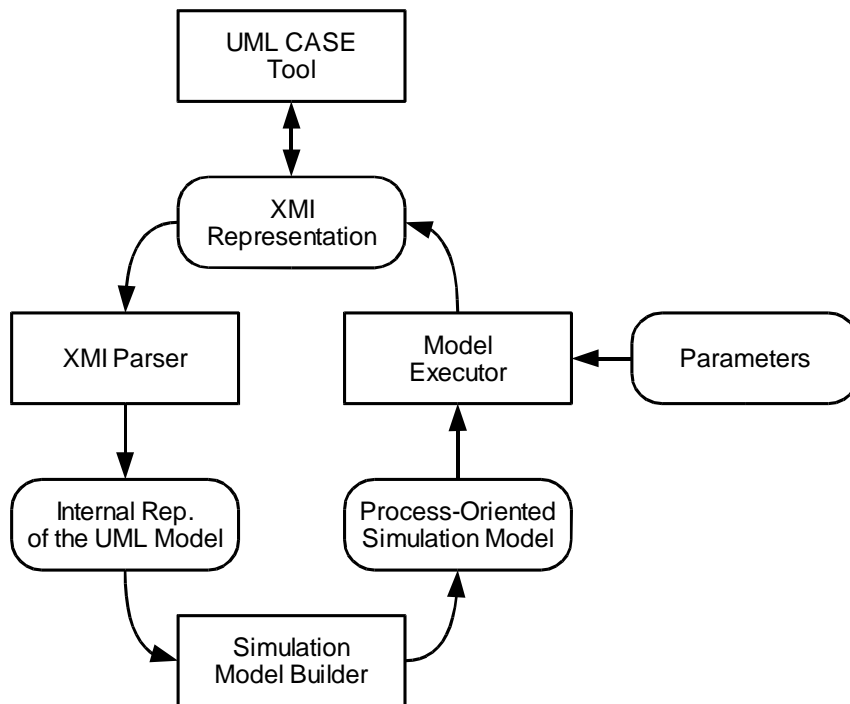 UML CASE
Tool
XMI
Representation
XMI Parser
Model
Executor
Parameters
Internal Rep.
of the UML Model
Process-Oriented
Simulation Model
Simulation
Model Builder